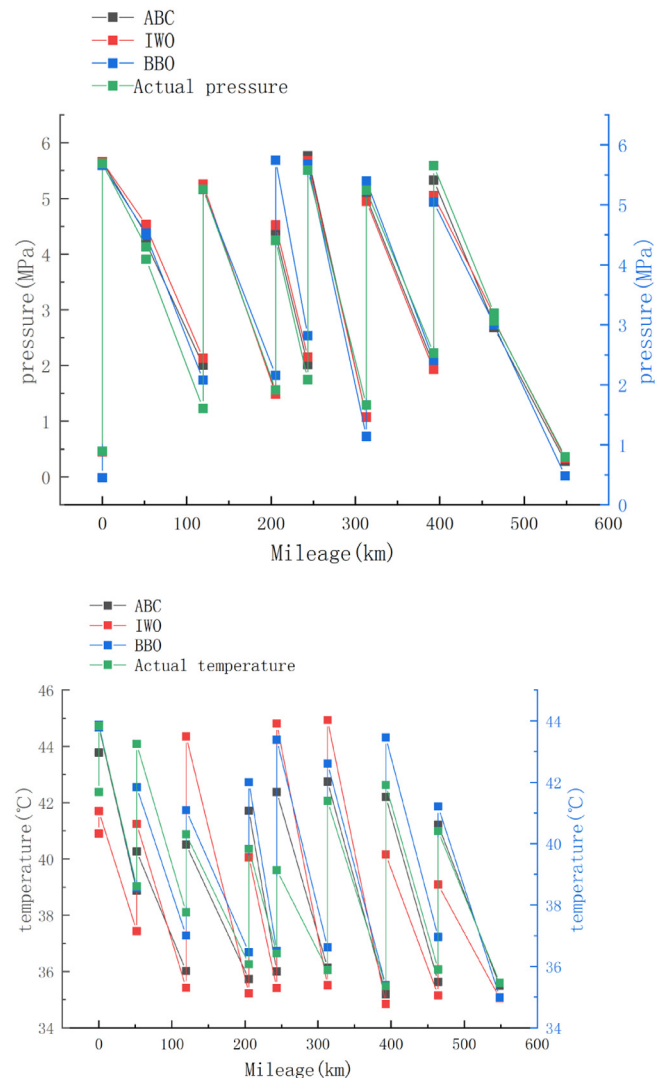 ABC
IWO
BBO
Actual pressure
6
5
4
3
2
1
0
pressure(MPa)
6
5
4
3
2
1
0
pressure(MPa)
0 100 200 300 400 500 600
Mileage(km)
ABC
IWO
BBO
Actual temperature
46
44
42
40
38
36
34
temperature(℃)
44
42
40
38
36
34
temperature(℃)
0 100 200 300 400 500 600
Mileage(km)